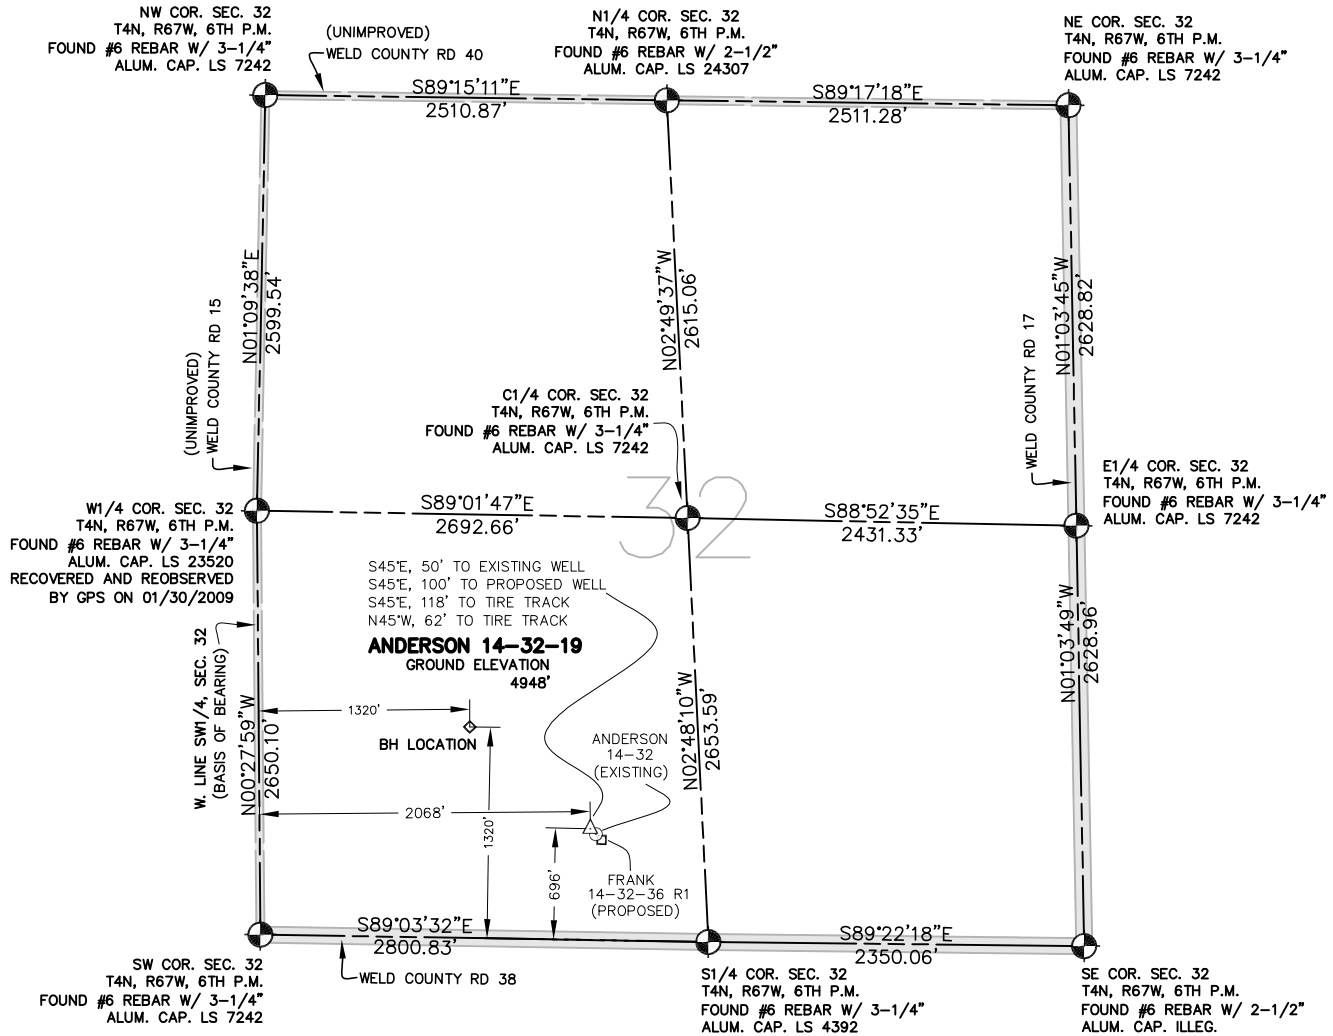 NW COR. SEC. 32
T4N, R67W, 6TH P.M.
FOUND #6 REBAR W/ 3-1/4"
ALUM. CAP. LS 7242
(UNIMPROVED)
WELD COUNTY RD 40
N1/4 COR. SEC. 32
T4N, R67W, 6TH P.M.
FOUND #6 REBAR W/ 2-1/2"
ALUM. CAP. LS 24307
NE COR. SEC. 32
T4N, R67W, 6TH P.M.
FOUND #6 REBAR W/ 3-1/4"
ALUM. CAP. LS 7242
S89°15'11"E
2510.87'
S89°17'18"E
2511.28'
N01°09'38"E
2599.54'
(UNIMPROVED)
WELD COUNTY RD 15
N02°49'37"W
2615.06'
N01°03'45"W
2628.82'
WELD COUNTY RD 17
C1/4 COR. SEC. 32
T4N, R67W, 6TH P.M.
FOUND #6 REBAR W/ 3-1/4"
ALUM. CAP. LS 7242
32
W1/4 COR. SEC. 32
T4N, R67W, 6TH P.M.
FOUND #6 REBAR W/ 3-1/4"
ALUM. CAP. LS 23520
RECOVERED AND REOBSERVED
BY GPS ON 01/30/2009
S89°01'47"E
2692.66'
S88°52'35"E
2431.33'
E1/4 COR. SEC. 32
T4N, R67W, 6TH P.M.
FOUND #6 REBAR W/ 3-1/4"
ALUM. CAP. LS 7242
S45°E, 50' TO EXISTING WELL
S45°E, 100' TO PROPOSED WELL
S45°E, 118' TO TIRE TRACK
N45°W, 62' TO TIRE TRACK
ANDERSON 14-32-19
GROUND ELEVATION
4948'
W. LINE SW1/4, SEC. 32
(BASIS OF BEARING)
N00°27'59"W
2650.10'
1320'
BH LOCATION
ANDERSON
14-32
(EXISTING)
N02°48'10"W
2653.59'
N01°03'49"W
2628.96'
2068'
1320'
696'
FRANK
14-32-36 R1
(PROPOSED)
S89°03'32"E
2800.83'
S89°22'18"E
2350.06'
WELD COUNTY RD 38
SW COR. SEC. 32
T4N, R67W, 6TH P.M.
FOUND #6 REBAR W/ 3-1/4"
ALUM. CAP. LS 7242
S1/4 COR. SEC. 32
T4N, R67W, 6TH P.M.
FOUND #6 REBAR W/ 3-1/4"
ALUM. CAP. LS 4392
SE COR. SEC. 32
T4N, R67W, 6TH P.M.
FOUND #6 REBAR W/ 2-1/2"
ALUM. CAP. ILLEG.